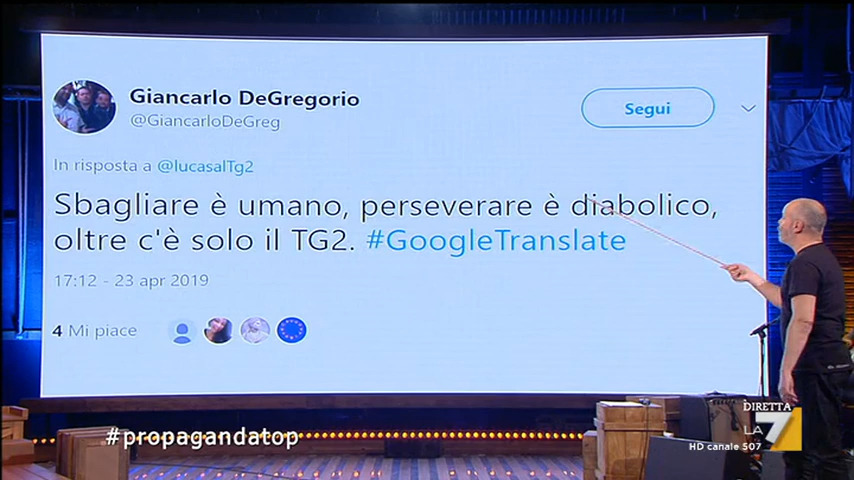 Giancarlo DeGregorio
@GiancarloDeGreg
Segui
In risposta a @lucasalTg2
Sbagliare è umano, perseverare è diabolico,
oltre c'è solo il TG2. #GoogleTranslate
17:12 - 23 apr 2019
4 Mi piace
#propagandatop
DIRETTA
LA 7
HD canale 507